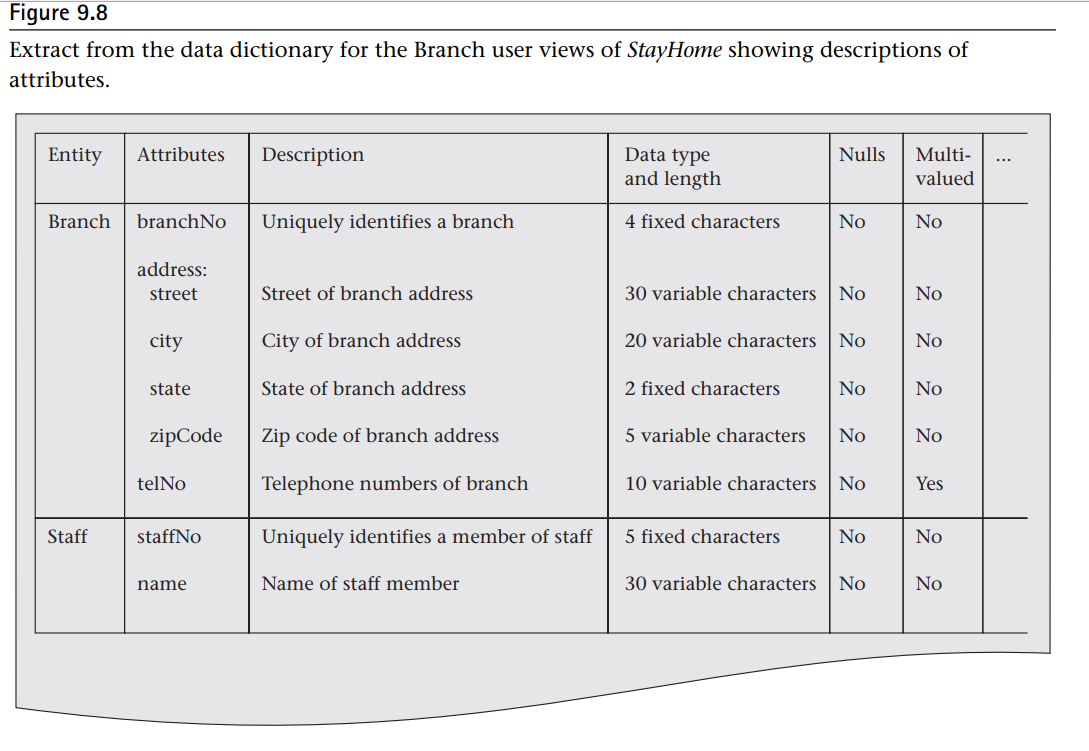 Figure 9.8
Extract from the data dictionary for the Branch user views of StayHome showing descriptions of
attributes.
Entity Attributes Description Data type and length Nulls Multi-valued ...
Branch branchNo Uniquely identifies a branch 4 fixed characters No No
address:
street Street of branch address 30 variable characters No No
city City of branch address 20 variable characters No No
state State of branch address 2 fixed characters No No
zipCode Zip code of branch address 5 variable characters No No
telNo Telephone numbers of branch 10 variable characters No Yes
Staff staffNo Uniquely identifies a member of staff 5 fixed characters No No
name Name of staff member 30 variable characters No No